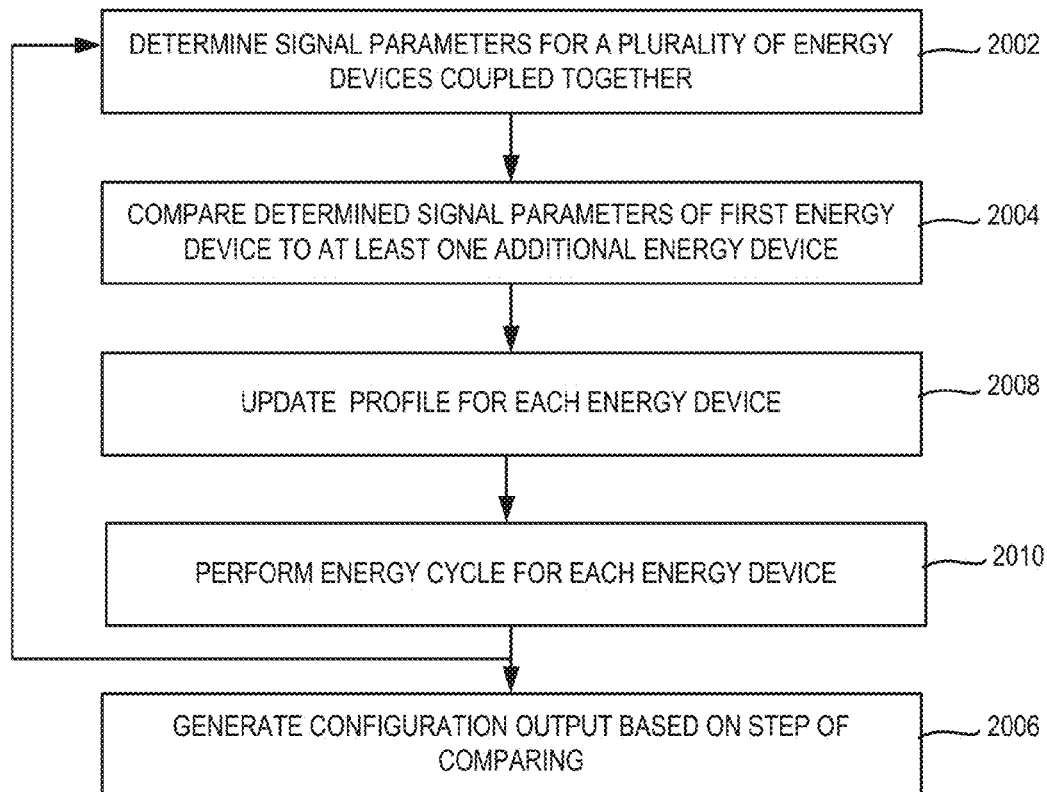 DETERMINE SIGNAL PARAMETERS FOR A PLURALITY OF ENERGY
DEVICES COUPLED TOGETHER
2002
COMPARE DETERMINED SIGNAL PARAMETERS OF FIRST ENERGY
DEVICE TO AT LEAST ONE ADDITIONAL ENERGY DEVICE
2004
UPDATE PROFILE FOR EACH ENERGY DEVICE
2008
PERFORM ENERGY CYCLE FOR EACH ENERGY DEVICE
2010
GENERATE CONFIGURATION OUTPUT BASED ON STEP OF
COMPARING
2006